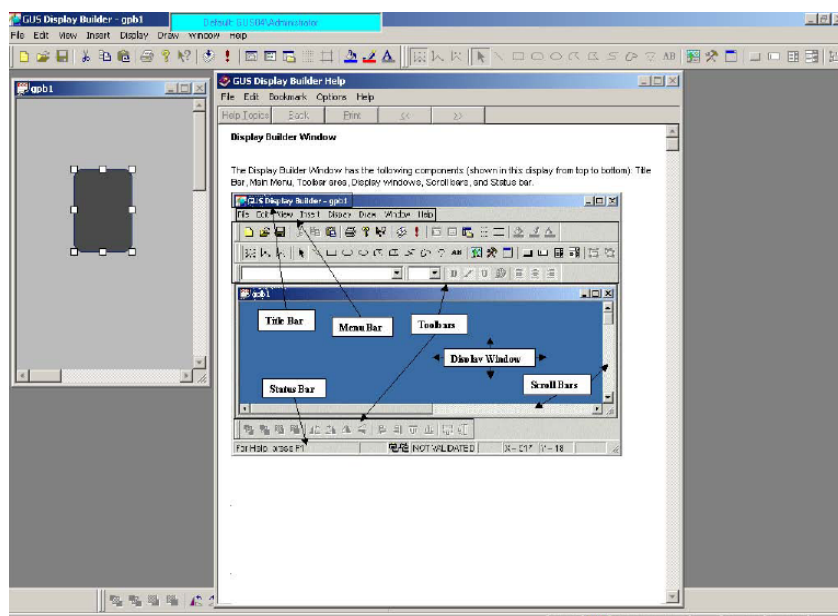 GUS Display Builder - gpb1
Default: GUS04\Administrator
File Edit View Insert Display Draw Window Help
gpb1
GUS Display Builder Help
File Edit Bookmark Options Help
Help Topics Back Print << >>
Display Builder Window
The Display Builder Window has the following components (shown in this display from top to bottom): Title
Bar, Main Menu, Toolbar area, Display windows, Scroll bars, and Status bar.
GUS Display Builder - gpb1
File Edit View Insert Display Draw Window Help
gpb1
Title Bar
Menu Bar
Toolbars
Display Window
Status Bar
Scroll Bars
For Help, press F1
NOT VALIDATED